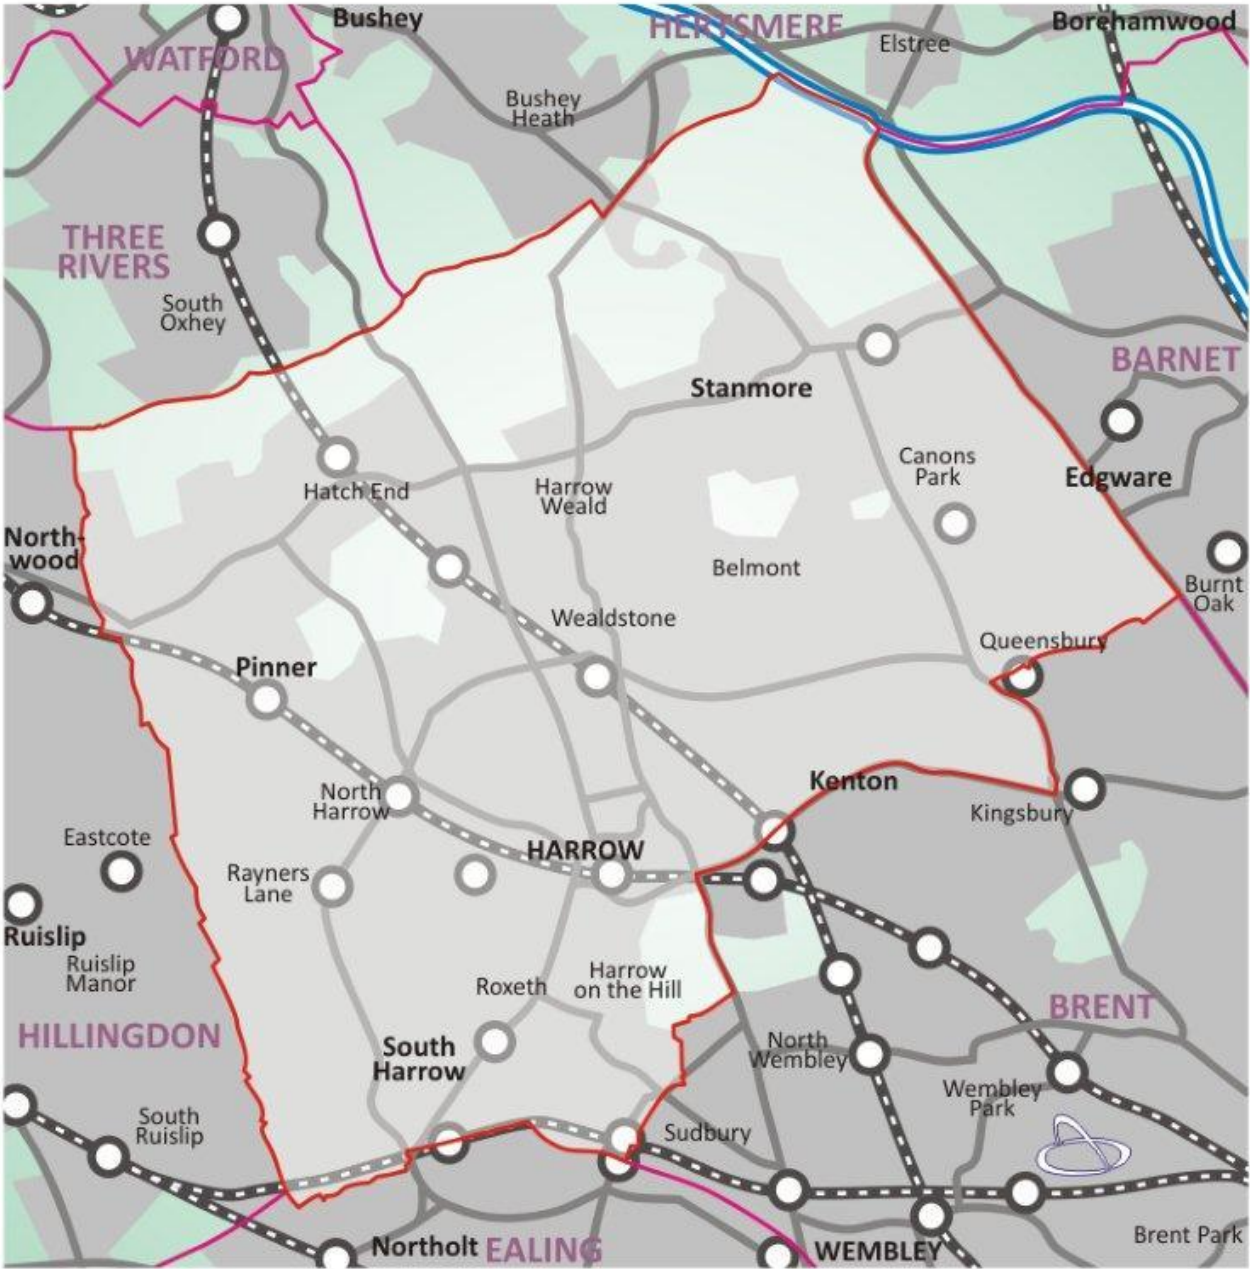 Bushey
HERTSMERE
Borehamwood
Elstree
WATFORD
Bushey
Heath
THREE
RIVERS
South
Oxhey
BARNET
Stanmore
Canons
Park
Edgware
Hatch End
Harrow
Weald
North-
wood
Belmont
Burnt
Oak
Wealdstone
Queensbury
Pinner
Kenton
North
Harrow
Kingsbury
Eastcote
HARROW
Rayners
Lane
Ruislip
Ruislip
Manor
Roxeth
Harrow
on the Hill
BRENT
HILLINGDON
South
Harrow
North
Wembley
Wembley
Park
South
Ruislip
Sudbury
Brent Park
Northolt
EALING
WEMBLEY